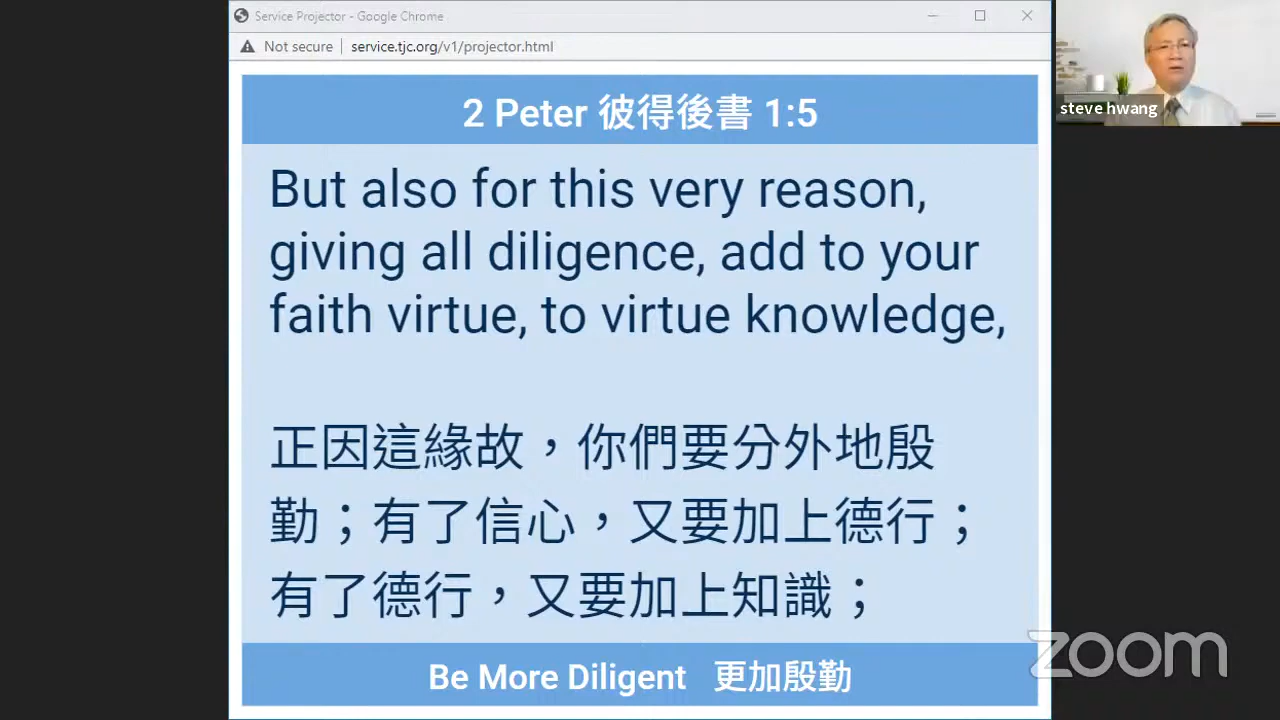 Service Projector - Google Chrome
Not secure
service.tjc.org/v1/projector.html
steve hwang
2 Peter 彼得後書 1:5
But also for this very reason,
giving all diligence, add to your
faith virtue, to virtue knowledge,
正因這緣故，你們要分外地殷
勤；有了信心，又要加上德行；
有了德行，又要加上知識；
Be More Diligent 更加殷勤
zoom